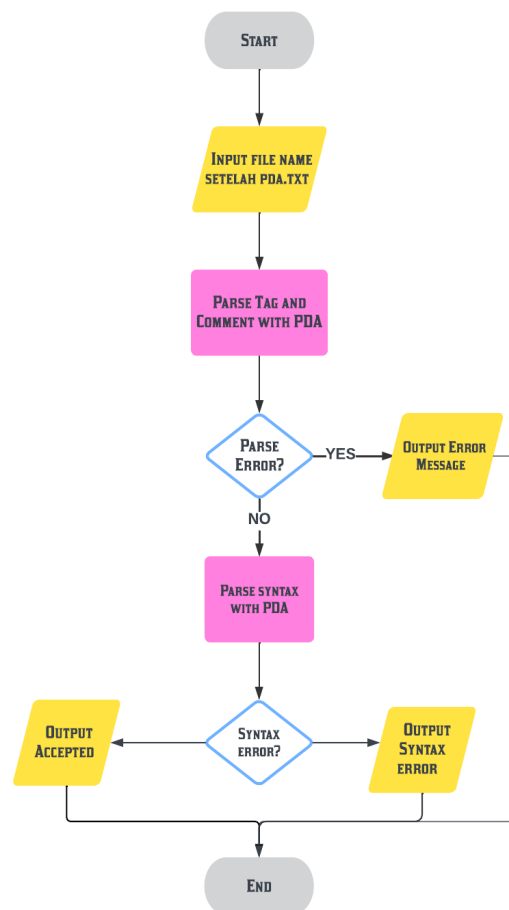 Start
Input file name
setelah pda.txt
Parse Tag and
Comment with PDA
Parse
Error?
YES
Output Error
Message
NO
Parse syntax
with PDA
Output
Accepted
Syntax
error?
Output
Syntax
error
End